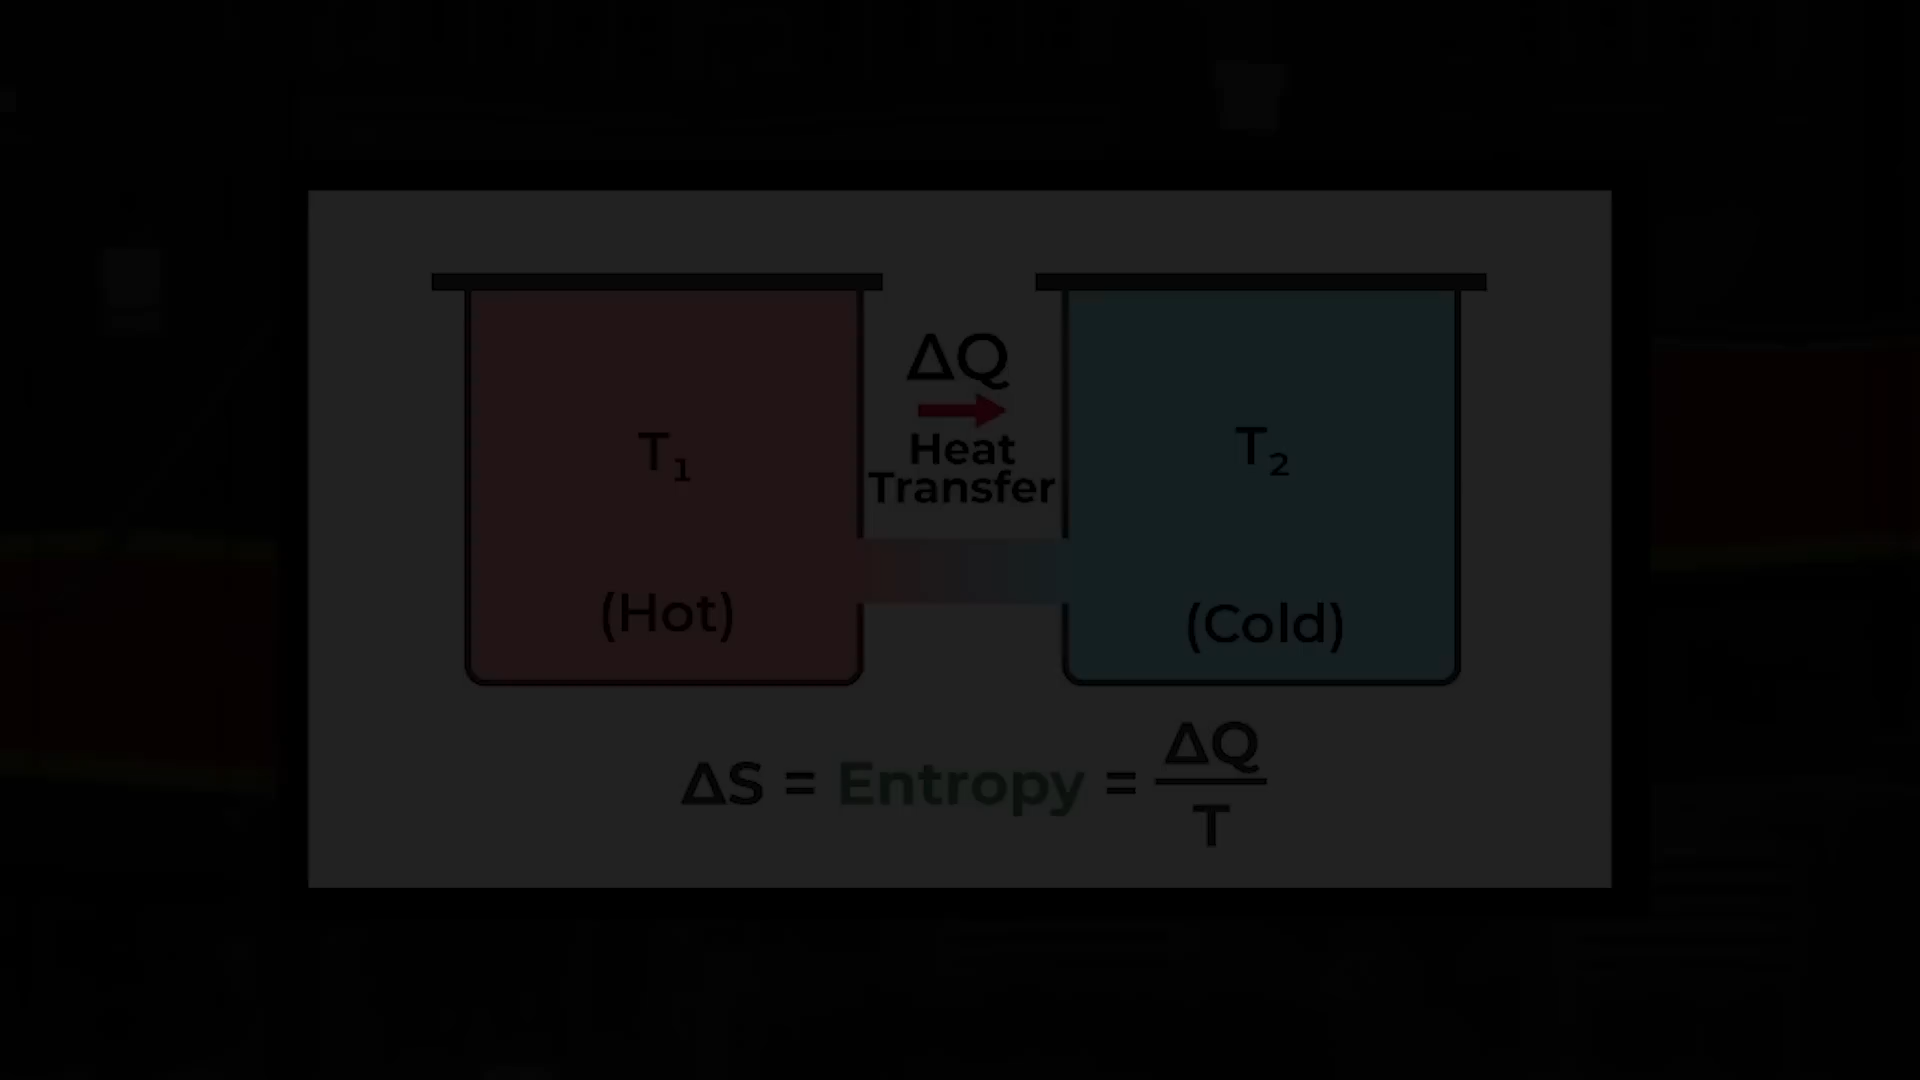 ΔQ
Heat
Transfer
T₁
T₂
(Hot)
(Cold)
ΔS = Entropy = ΔQ
T